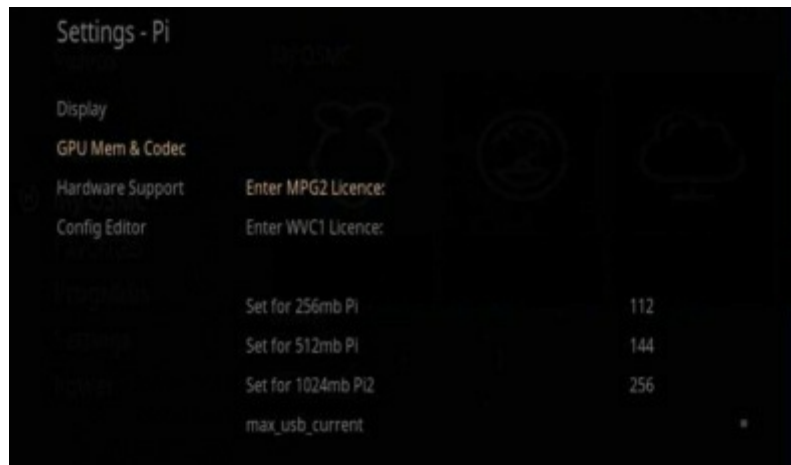 Settings - Pi
Display
GPU Mem & Codec
Hardware Support
Enter MPG2 Licence:
Config Editor
Enter WVC1 Licence:
Set for 256mb Pi 112
Set for 512mb Pi 144
Set for 1024mb Pi2 256
max_usb_current